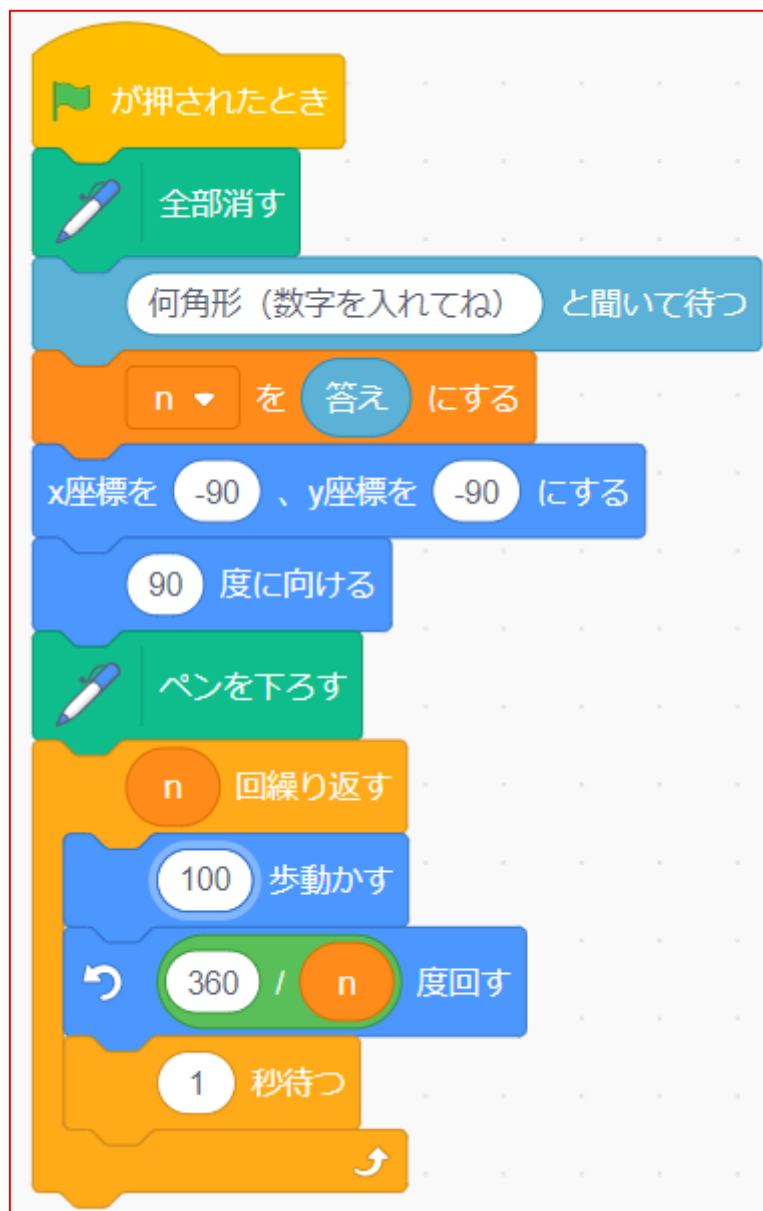 が押されたとき
全部消す
何角形（数字を入れてね） と聞いて待つ
n を 答え にする
x座標を -90 、y座標を -90 にする
90 度に向ける
ペンを下ろす
n 回繰り返す
100 歩動かす
360 / n 度回す
1 秒待つ